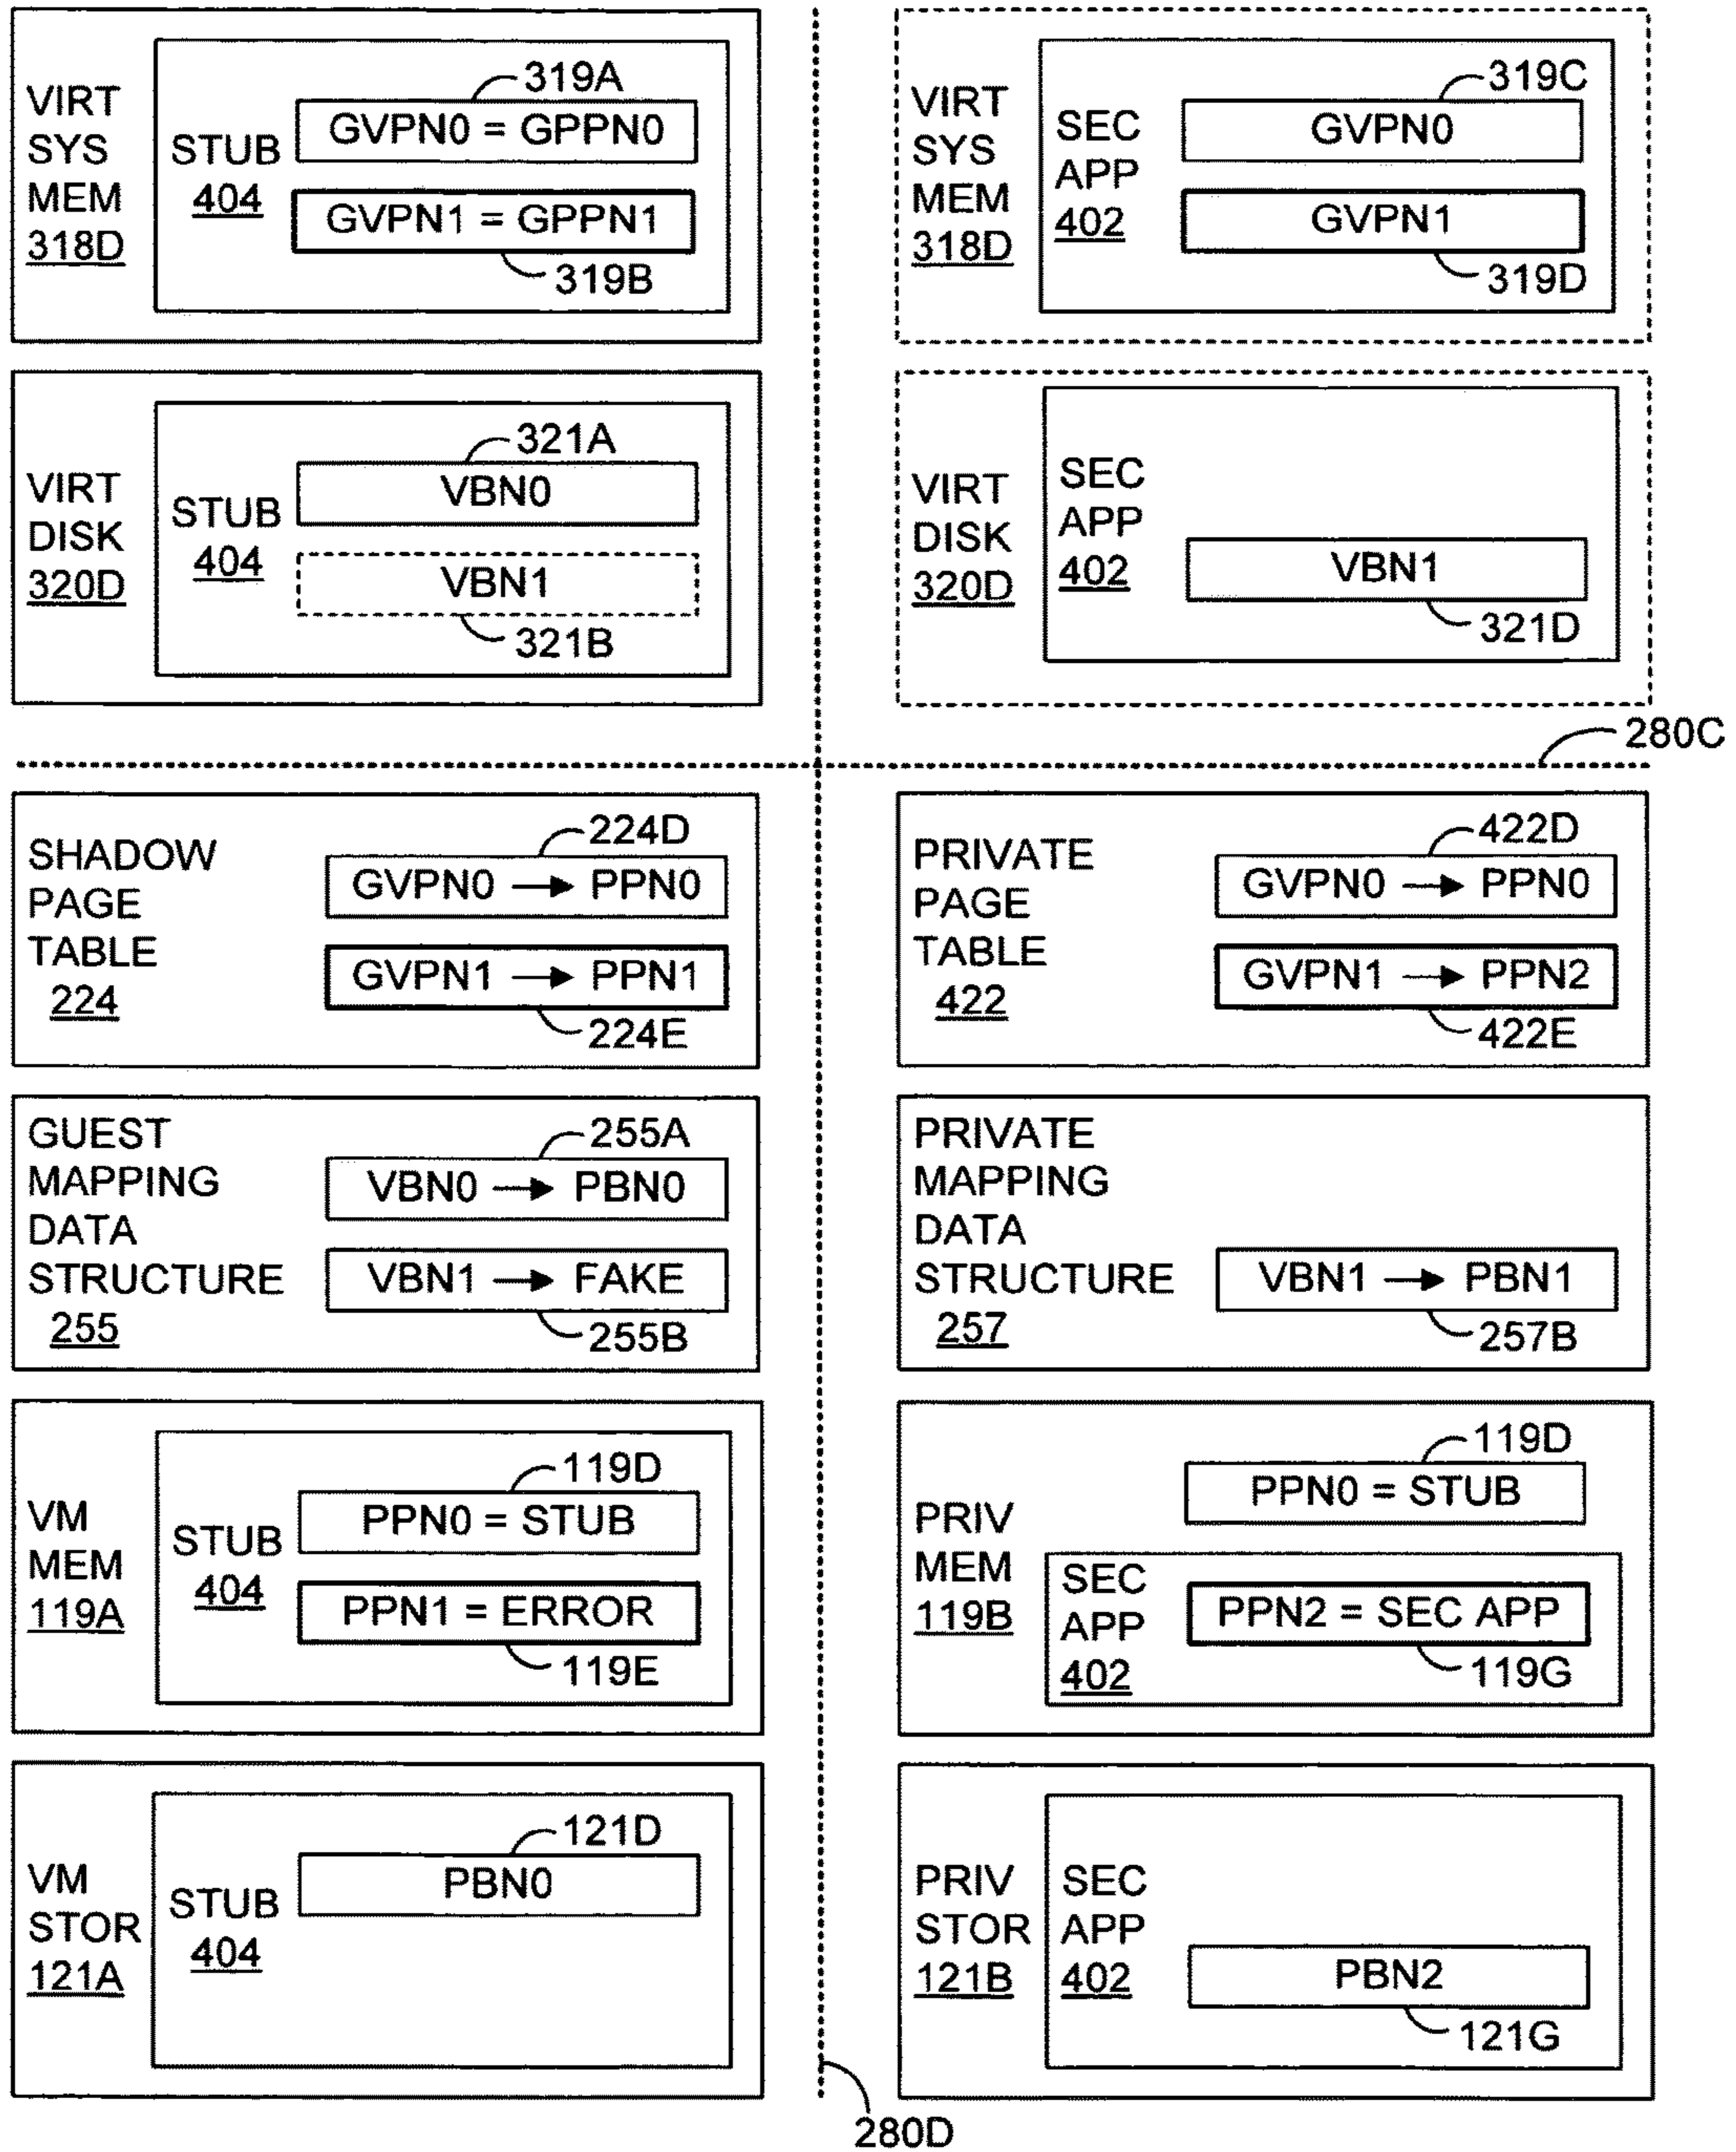 VIRT
SYS
MEM
318D
STUB
404
319A
GVPN0 = GPPN0
GVPN1 = GPPN1
319B
VIRT
SYS
MEM
318D
SEC
APP
402
319C
GVPN0
GVPN1
319D
VIRT
DISK
320D
STUB
404
321A
VBN0
VBN1
321B
VIRT
DISK
320D
SEC
APP
402
VBN1
321D
280C
SHADOW
PAGE
TABLE
224
224D
GVPN0 → PPN0
GVPN1 → PPN1
224E
PRIVATE
PAGE
TABLE
422
422D
GVPN0 → PPN0
GVPN1 → PPN2
422E
GUEST
MAPPING
DATA
STRUCTURE
255
255A
VBN0 → PBN0
VBN1 → FAKE
255B
PRIVATE
MAPPING
DATA
STRUCTURE
257
VBN1 → PBN1
257B
VM
MEM
119A
STUB
404
119D
PPN0 = STUB
PPN1 = ERROR
119E
PRIV
MEM
119B
119D
PPN0 = STUB
SEC
APP
402
PPN2 = SEC APP
119G
VM
STOR
121A
STUB
404
121D
PBN0
PRIV
STOR
121B
SEC
APP
402
PBN2
121G
280D